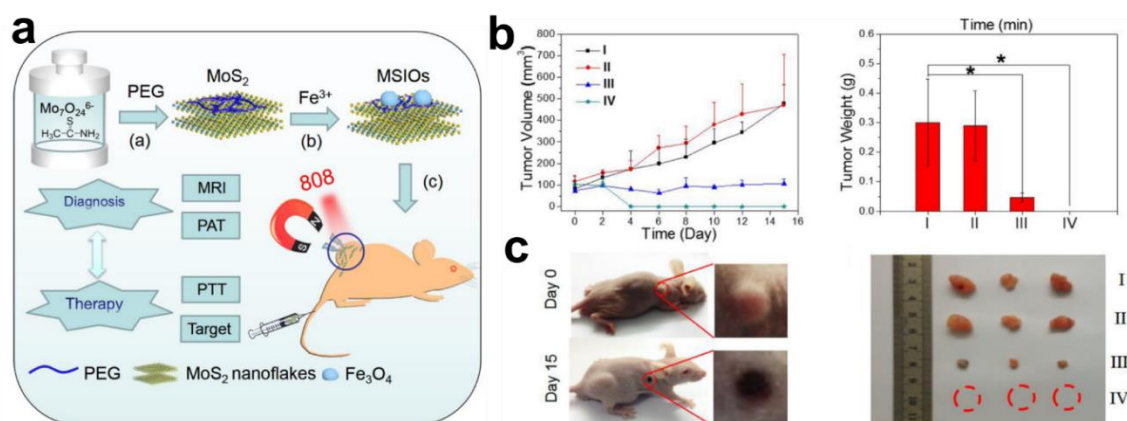 a
Mo₇O₂₄⁶⁻
S
H₃C-C-NH₂
PEG
(a)
MoS₂
Fe³⁺
(b)
MSIOs
(c)
Diagnosis
MRI
PAT
808
S
N
Therapy
PTT
Target
PEG
MoS₂ nanoflakes
Fe₃O₄
b
Tumor Volume (mm³)
800
700
600
500
400
300
200
100
0
I
II
III
IV
0 2 4 6 8 10 12 14 16
Time (Day)
Time (min)
Tumor Weight (g)
0.6
0.5
0.4
0.3
0.2
0.1
0.0
*
*
I II III IV
c
Day 0
Day 15
I
II
III
IV